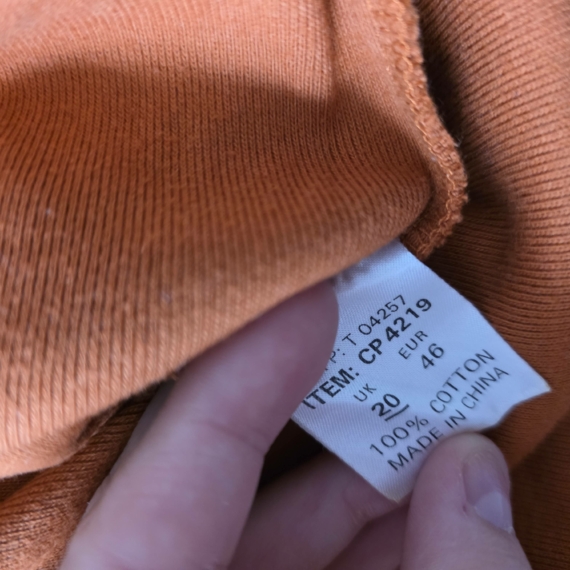 P: T 04257
ITEM: CP4219
UK EUR
20 46
100% COTTON
MADE IN CHINA